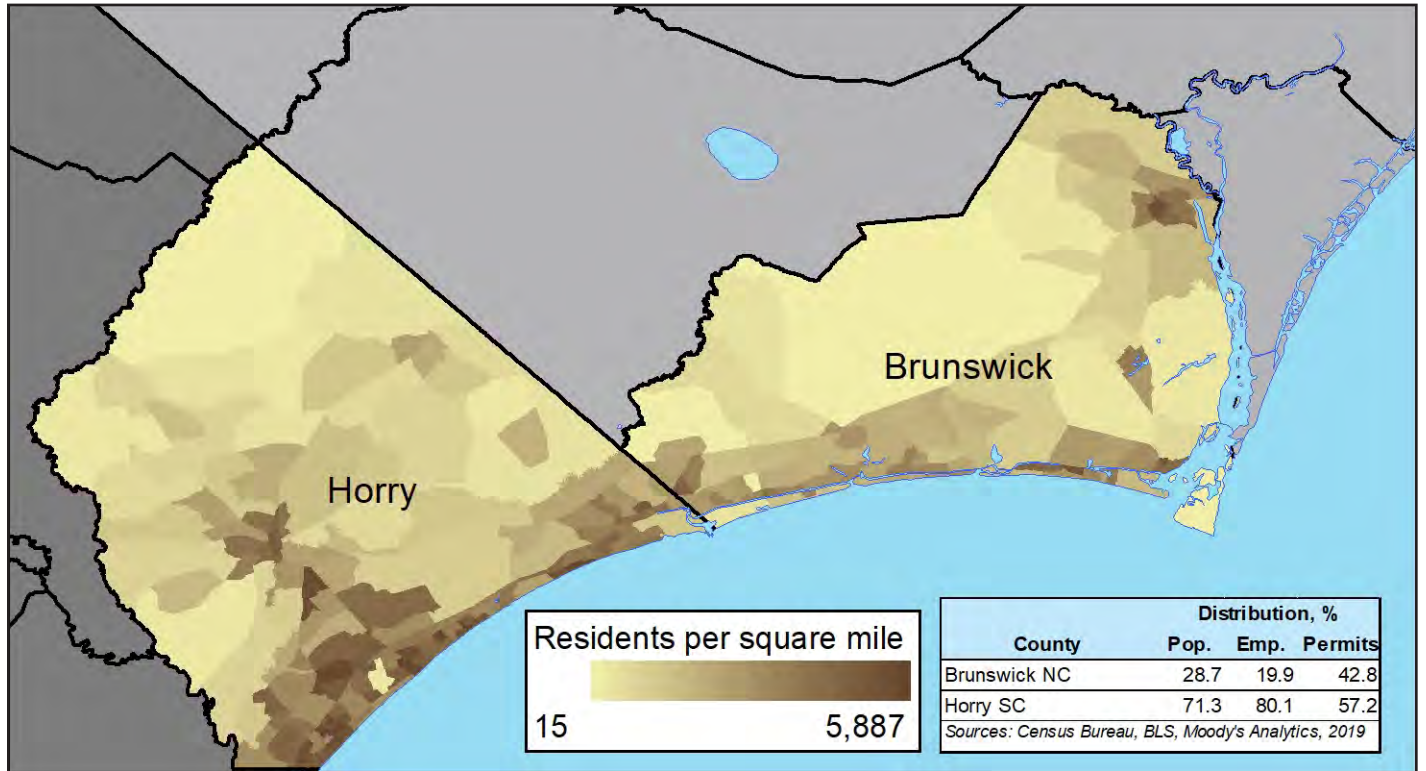 Brunswick
Horry
Residents per square mile
15 5,887
Distribution, %
County Pop. Emp. Permits
Brunswick NC 28.7 19.9 42.8
Horry SC 71.3 80.1 57.2
Sources: Census Bureau, BLS, Moody's Analytics, 2019